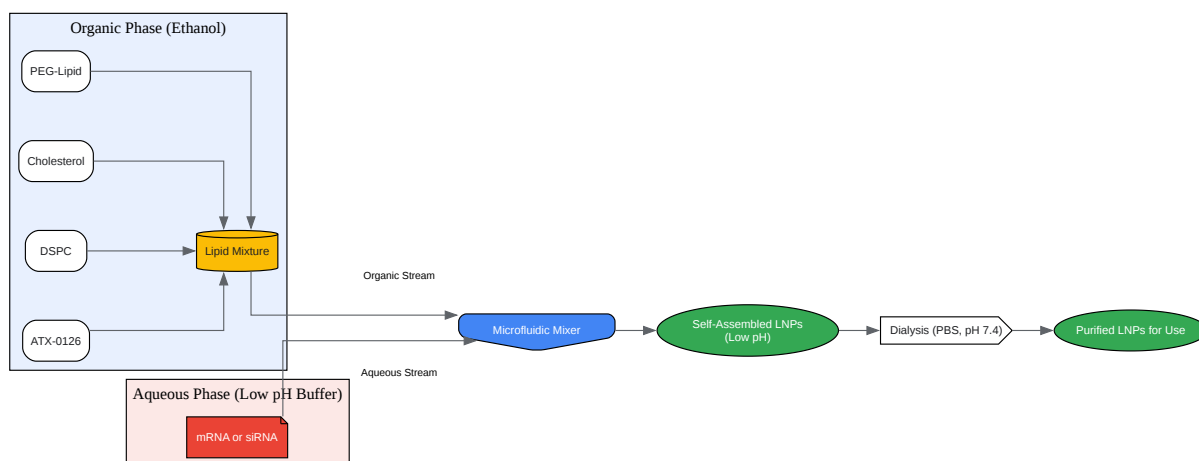 Organic Phase (Ethanol)
PEG-Lipid
Cholesterol
DSPC
Lipid Mixture
ATX-0126
Organic Stream
Microfluidic Mixer
Self-Assembled LNPs
(Low pH)
Dialysis (PBS, pH 7.4)
Purified LNPs for Use
Aqueous Stream
Aqueous Phase (Low pH Buffer)
mRNA or siRNA